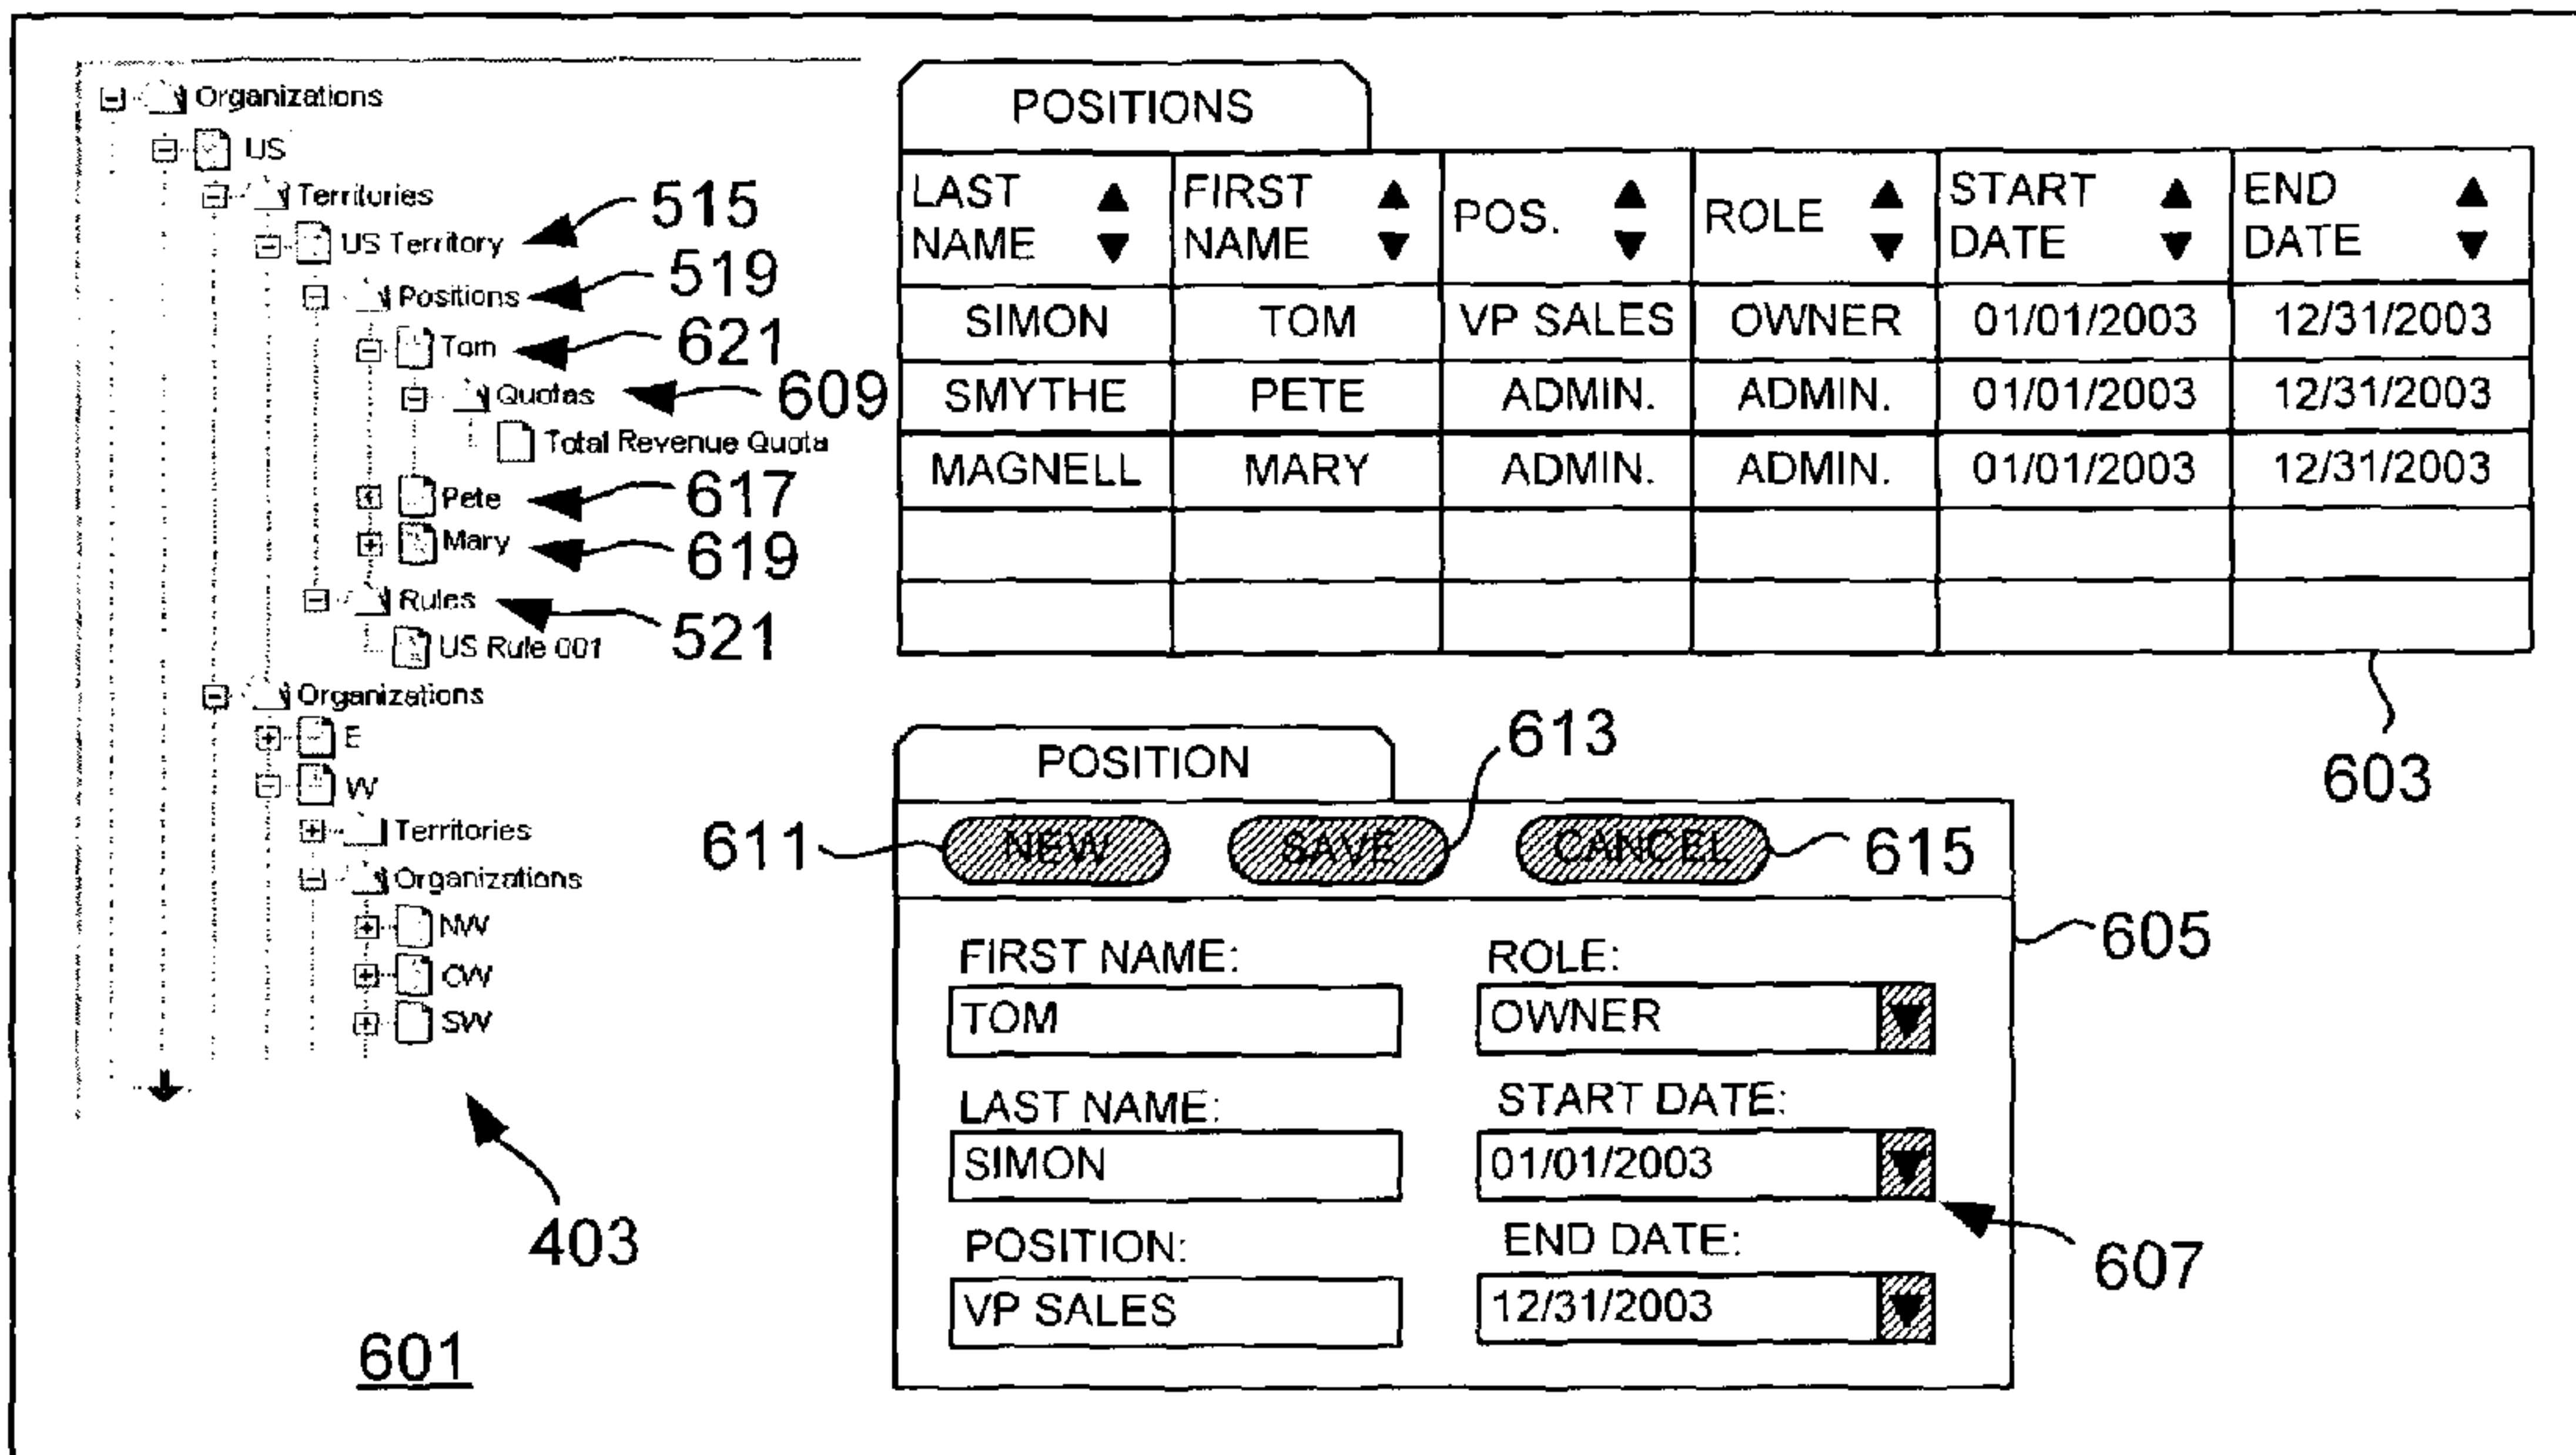 Organizations
US
Territories
US Territory
515
Positions
519
Tom
621
Quotas
609
Total Revenue Quota
Pete
617
Mary
619
Rules
521
US Rule 001
Organizations
E
W
Territories
Organizations
NW
CW
SW
403
601
POSITIONS
LAST NAME FIRST NAME POS. ROLE START DATE END DATE
SIMON TOM VP SALES OWNER 01/01/2003 12/31/2003
SMYTHE PETE ADMIN. ADMIN. 01/01/2003 12/31/2003
MAGNELL MARY ADMIN. ADMIN. 01/01/2003 12/31/2003
603
POSITION
613
611 NEW SAVE CANCEL 615
605
FIRST NAME: ROLE:
TOM OWNER
LAST NAME: START DATE:
SIMON 01/01/2003
607
POSITION: END DATE:
VP SALES 12/31/2003